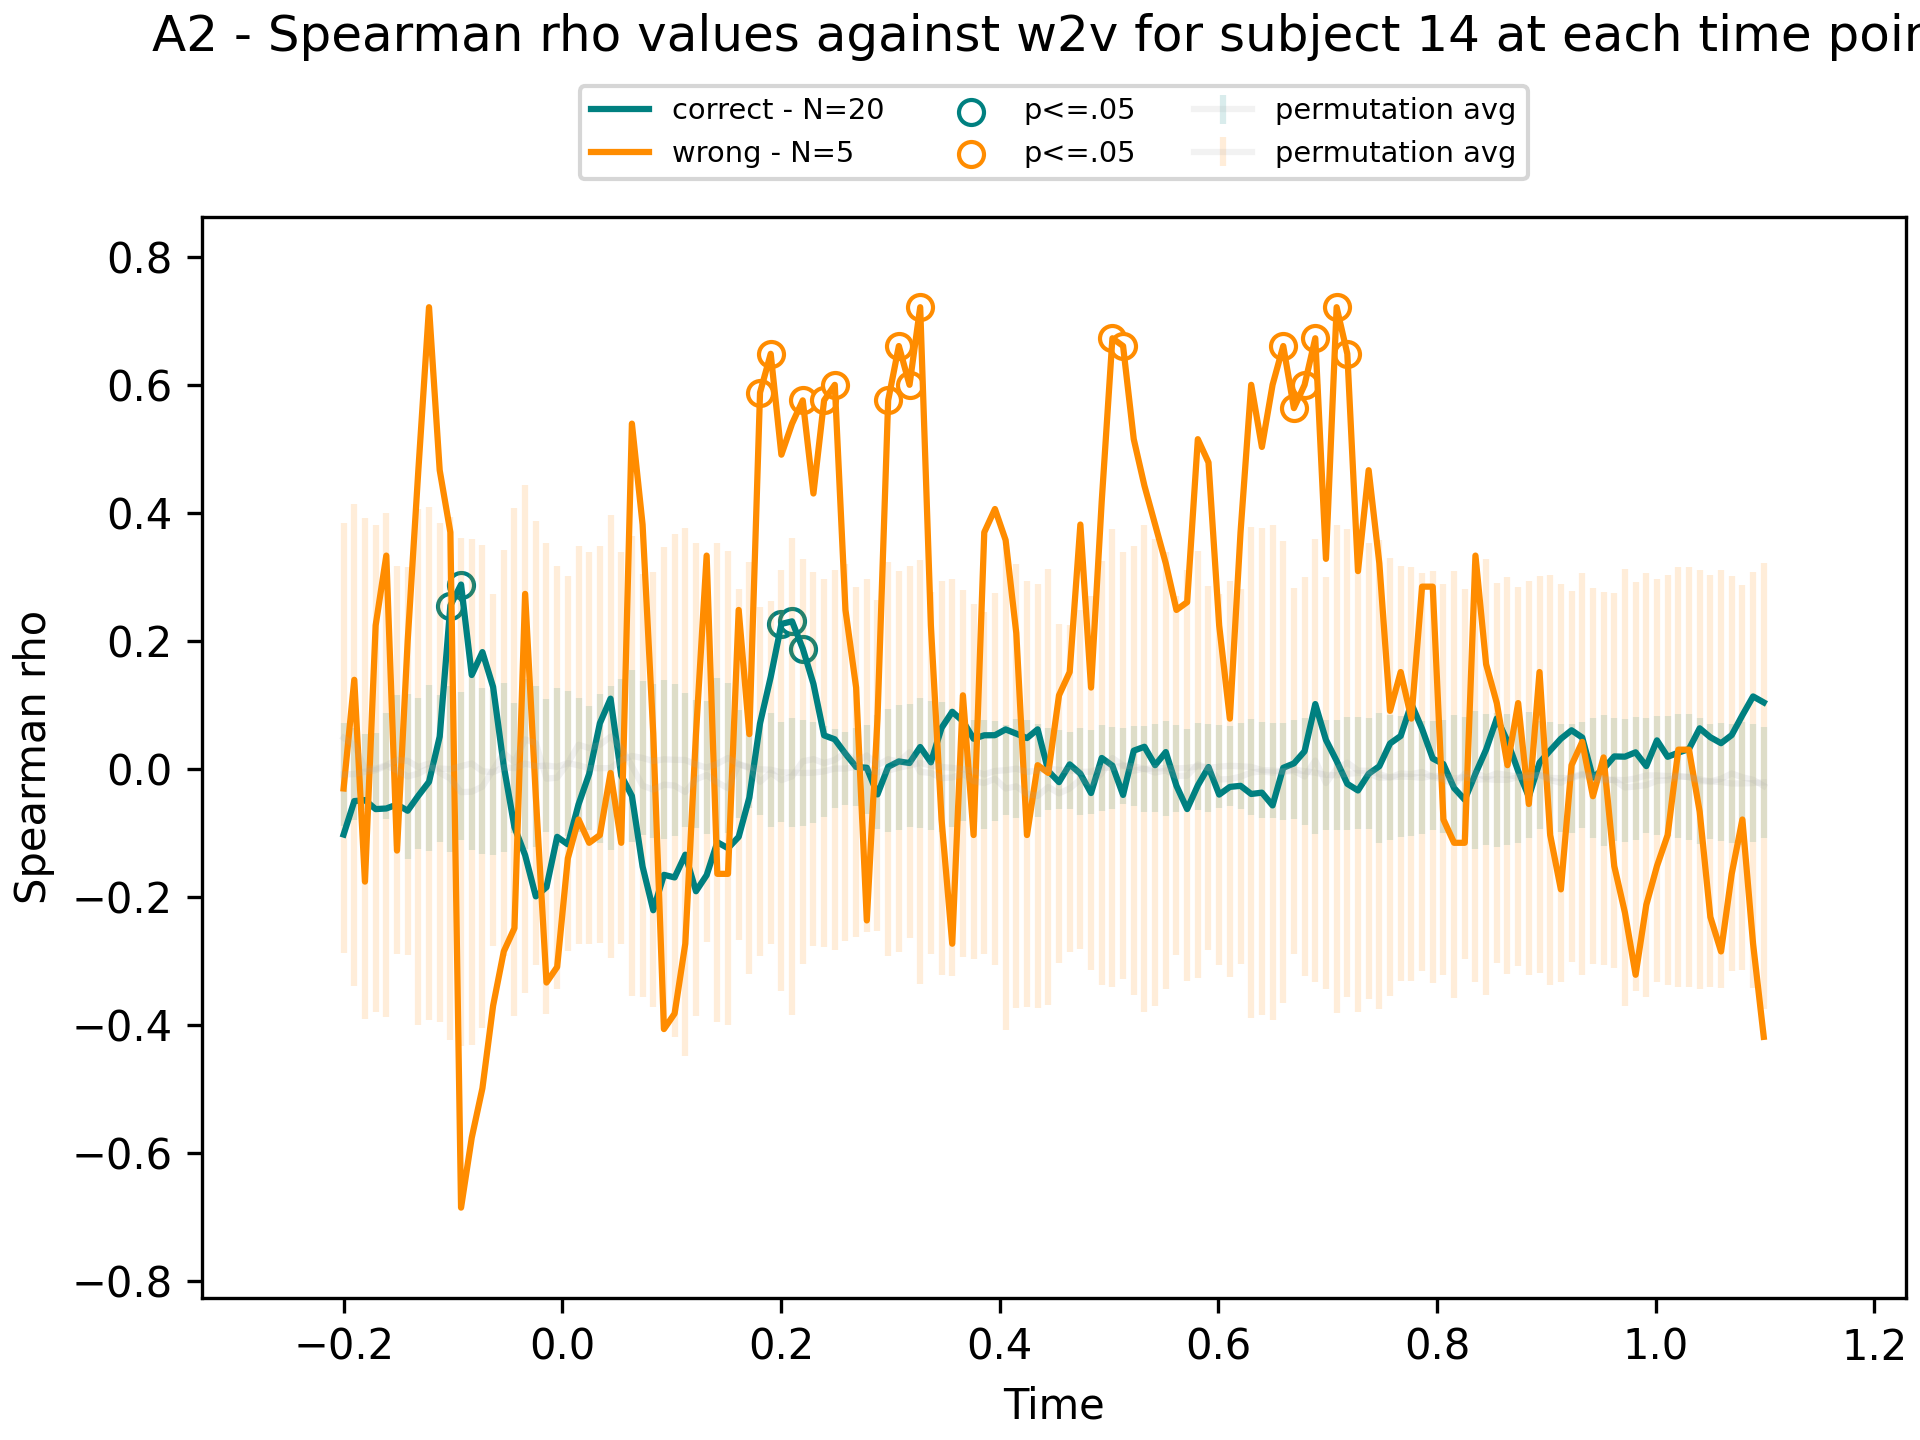 A2 - Spearman rho values against w2v for subject 14 at each time
correct - N=20 p<=.05 permutation avg
wrong - N=5 p<=.05 permutation avg
Spearman rho
0.8
0.6
0.4
0.2
0.0
−0.2
−0.4
−0.6
−0.8
−0.2 0.0 0.2 0.4 0.6 0.8 1.0 1.2
Time